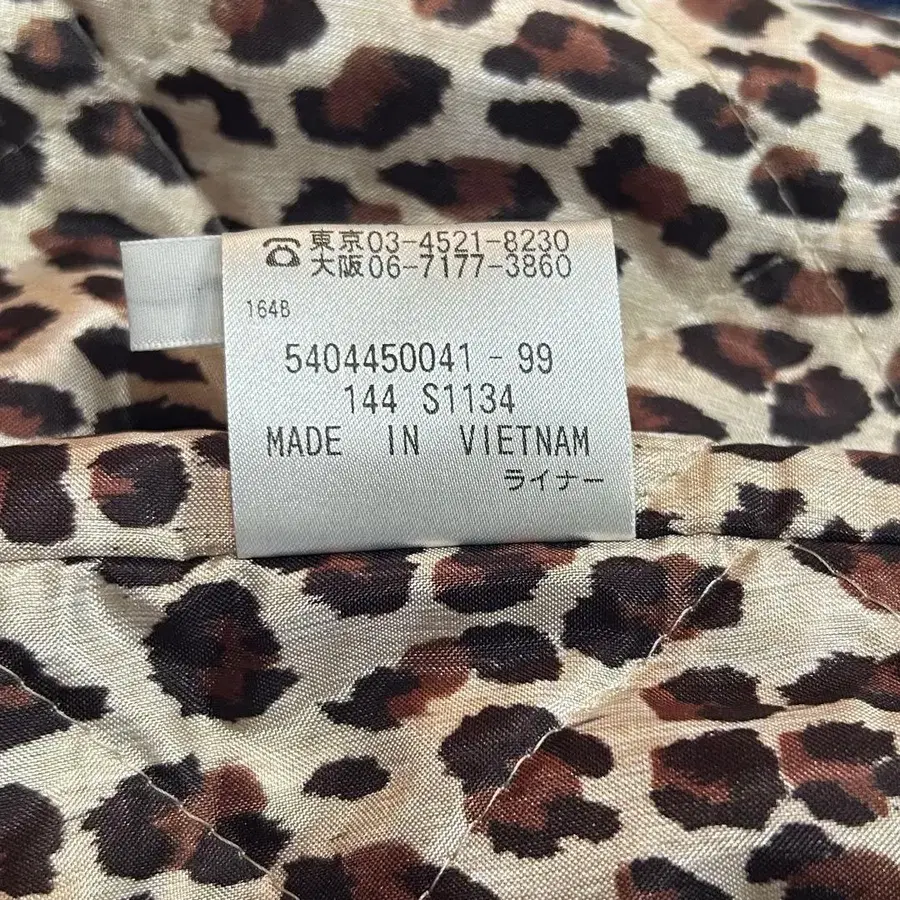 ☎ 東京03-4521-8230
大阪06-7177-3860
164B
5404450041-99
144 S1134
MADE IN VIETNAM
ライナー